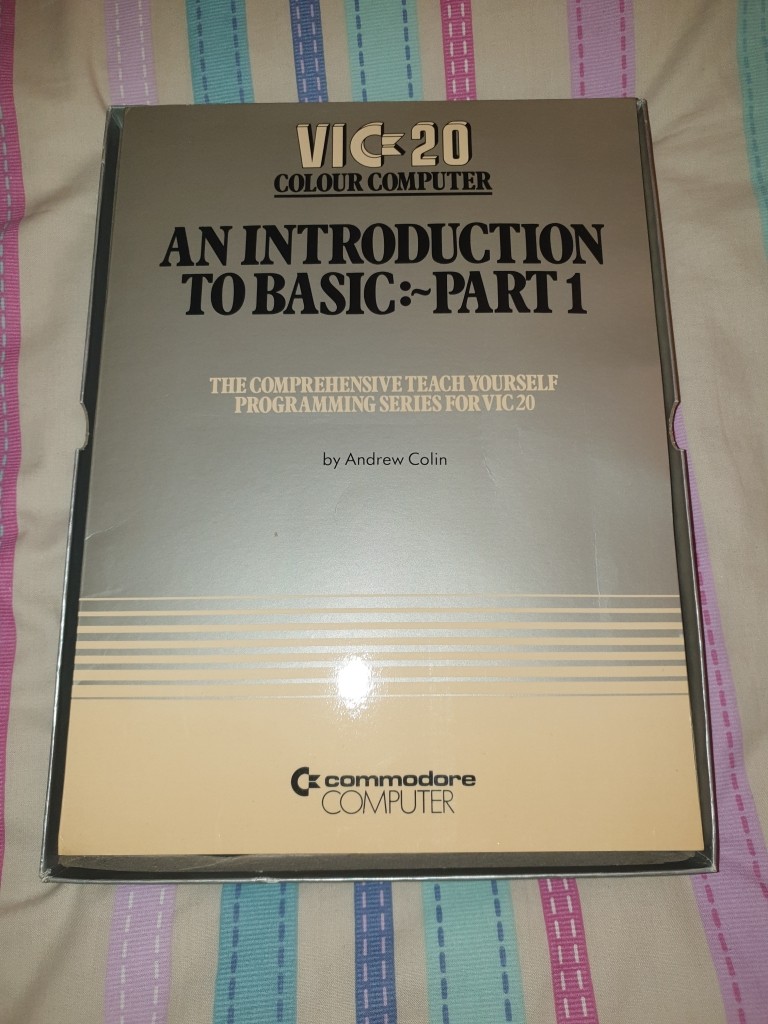 VIC 20
COLOUR COMPUTER
AN INTRODUCTION
TO BASIC:~PART 1
THE COMPREHENSIVE TEACH YOURSELF
PROGRAMMING SERIES FOR VIC 20
by Andrew Colin
commodore
COMPUTER